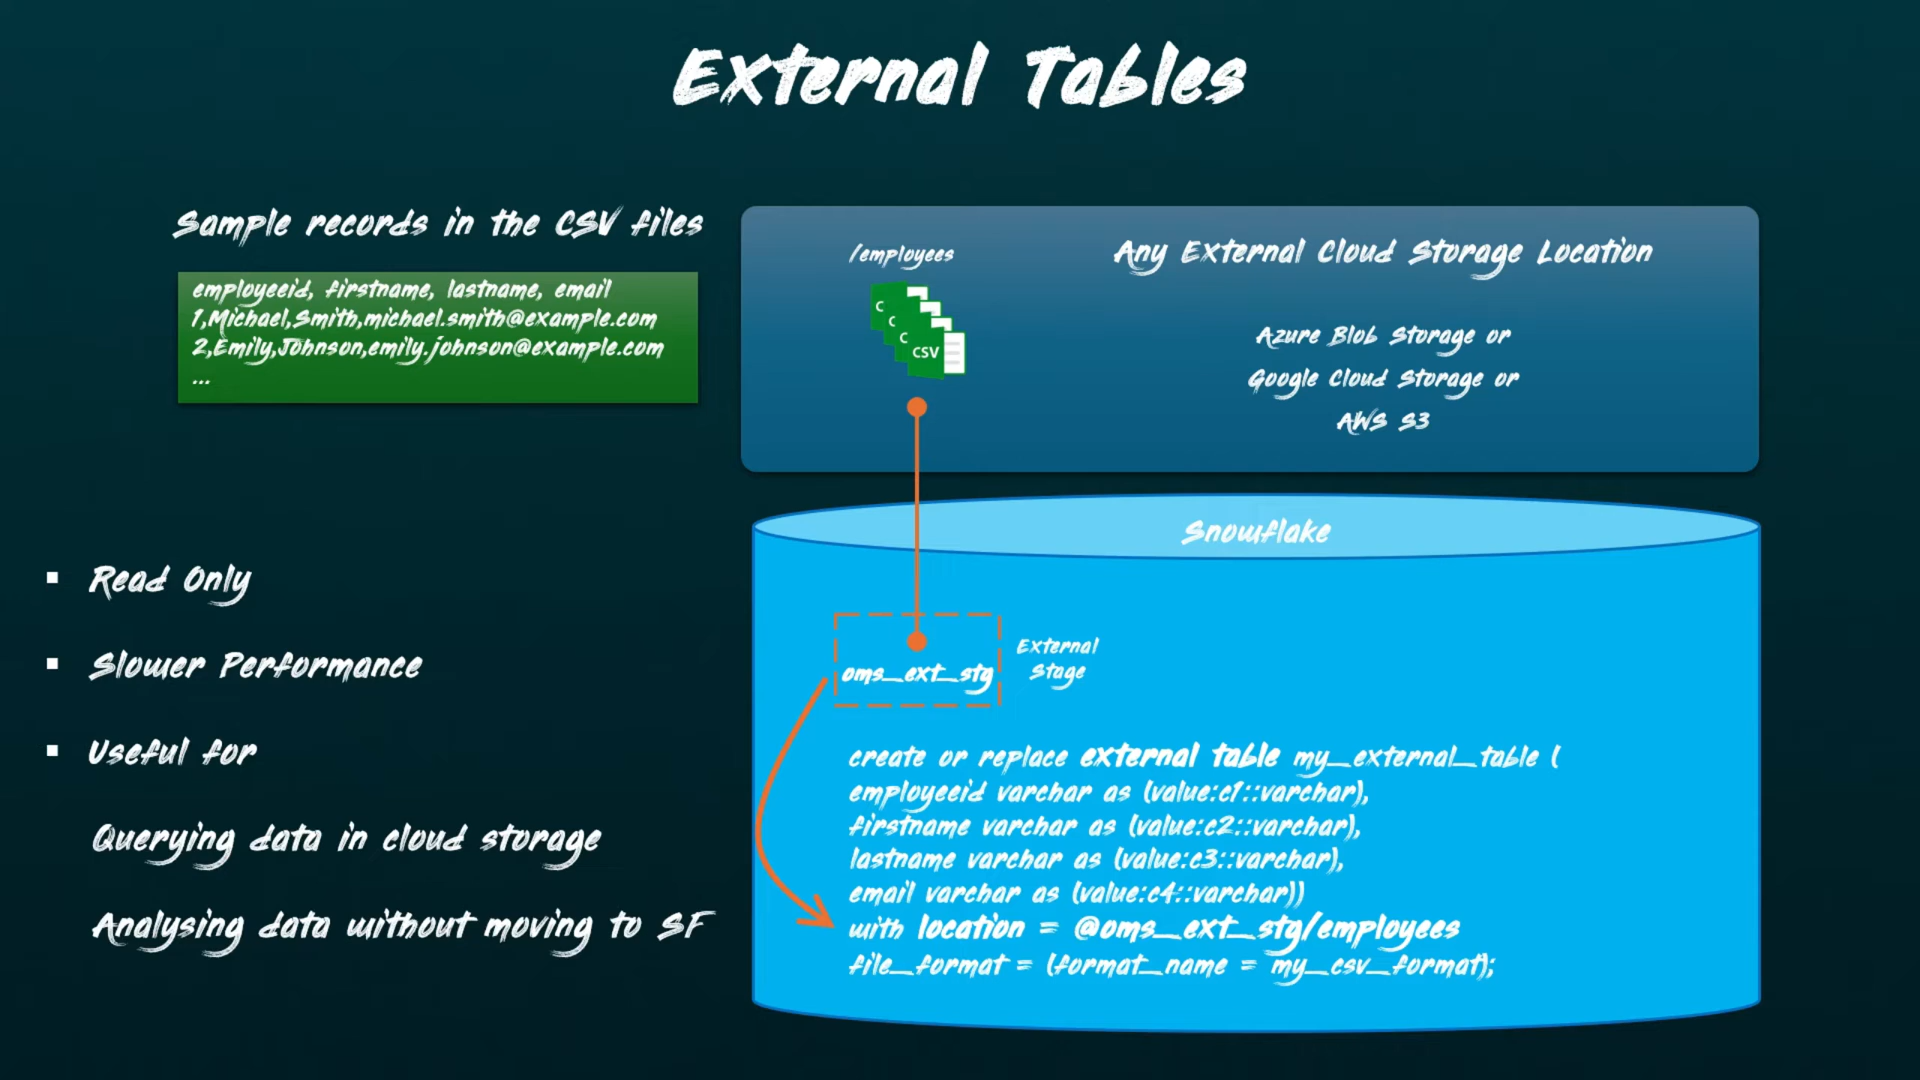 External Tables
Sample records in the CSV files
employeeid, firstname, lastname, email
1,Michael,Smith,michael.smith@example.com
2,Emily,Johnson,emily.johnson@example.com
...
/employees
C
C
C
CSV
Any External Cloud Storage Location
Azure Blob Storage or
Google Cloud Storage or
AWS S3
Snowflake
oms_ext_stg
External
Stage
create or replace external table my_external_table (
employeeid varchar as (value:c1::varchar),
firstname varchar as (value:c2::varchar),
lastname varchar as (value:c3::varchar),
email varchar as (value:c4::varchar))
with location = @oms_ext_stg/employees
file_format = (format_name = my_csv_format);
▪ Read Only
▪ Slower Performance
▪ Useful for
Querying data in cloud storage
Analysing data without moving to SF